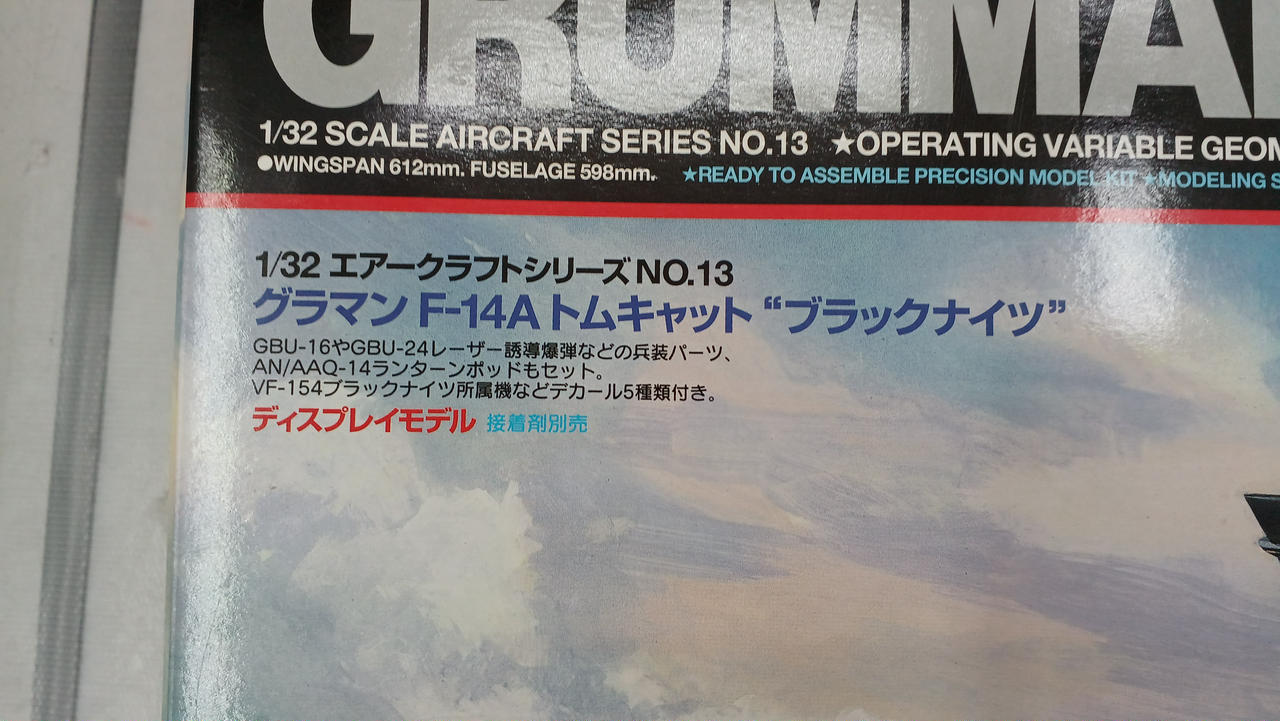 GRUMMA
1/32 SCALE AIRCRAFT SERIES NO.13 ★OPERATING VARIABLE GEOM
●WINGSPAN 612mm. FUSELAGE 598mm. ★READY TO ASSEMBLE PRECISION MODEL KIT ★MODELING S
1/32 エアークラフトシリーズ NO.13
グラマン F-14A トムキャット “ブラックナイツ”
GBU-16やGBU-24レーザー誘導爆弾などの兵装パーツ、
AN/AAQ-14ランターンポッドもセット。
VF-154ブラックナイツ所属機などデカール5種類付き。
ディスプレイモデル 接着剤別売